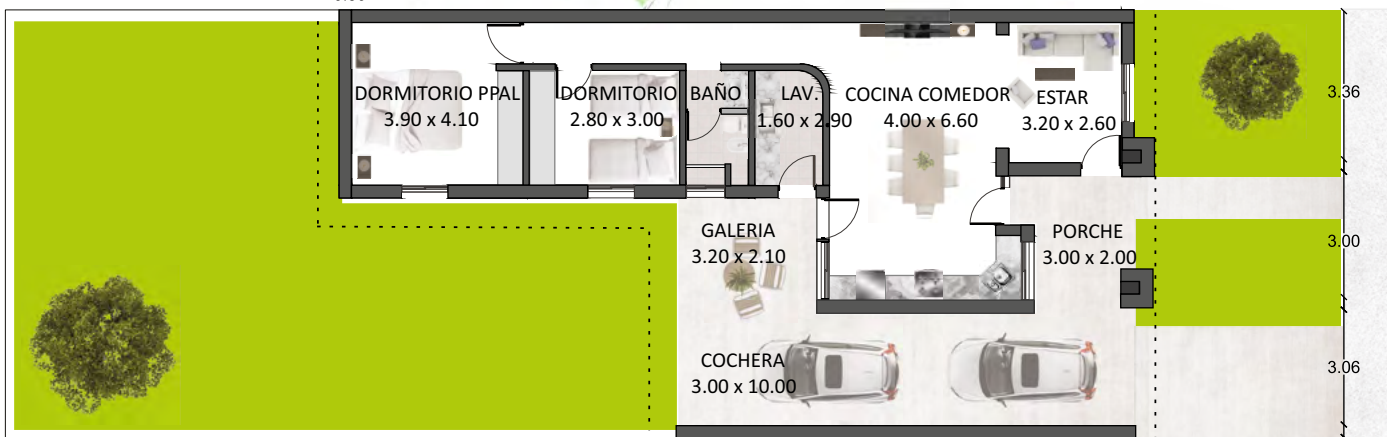 DORMITORIO PPAL
3.90 x 4.10
DORMITORIO
2.80 x 3.00
BAÑO
LAV.
1.60 x 2.90
COCINA COMEDOR
4.00 x 6.60
ESTAR
3.20 x 2.60
3.36
GALERIA
3.20 x 2.10
PORCHE
3.00 x 2.00
3.00
COCHERA
3.00 x 10.00
3.06